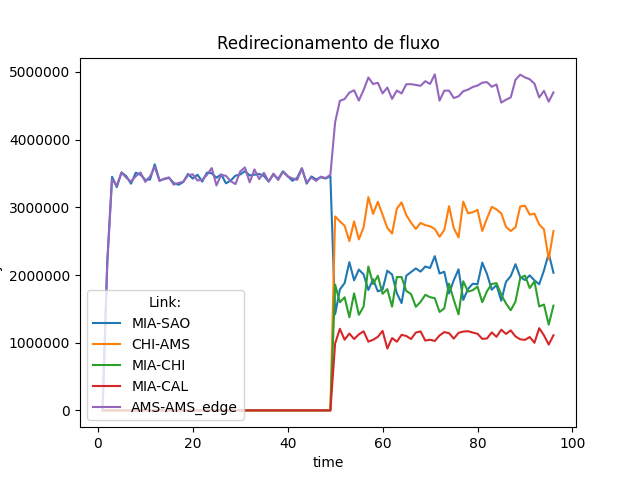 Redirecionamento de fluxo
5000000
4000000
3000000
2000000
1000000
0
Link:
MIA-SAO
CHI-AMS
MIA-CHI
MIA-CAL
AMS-AMS_edge
0 20 40 60 80 100
time